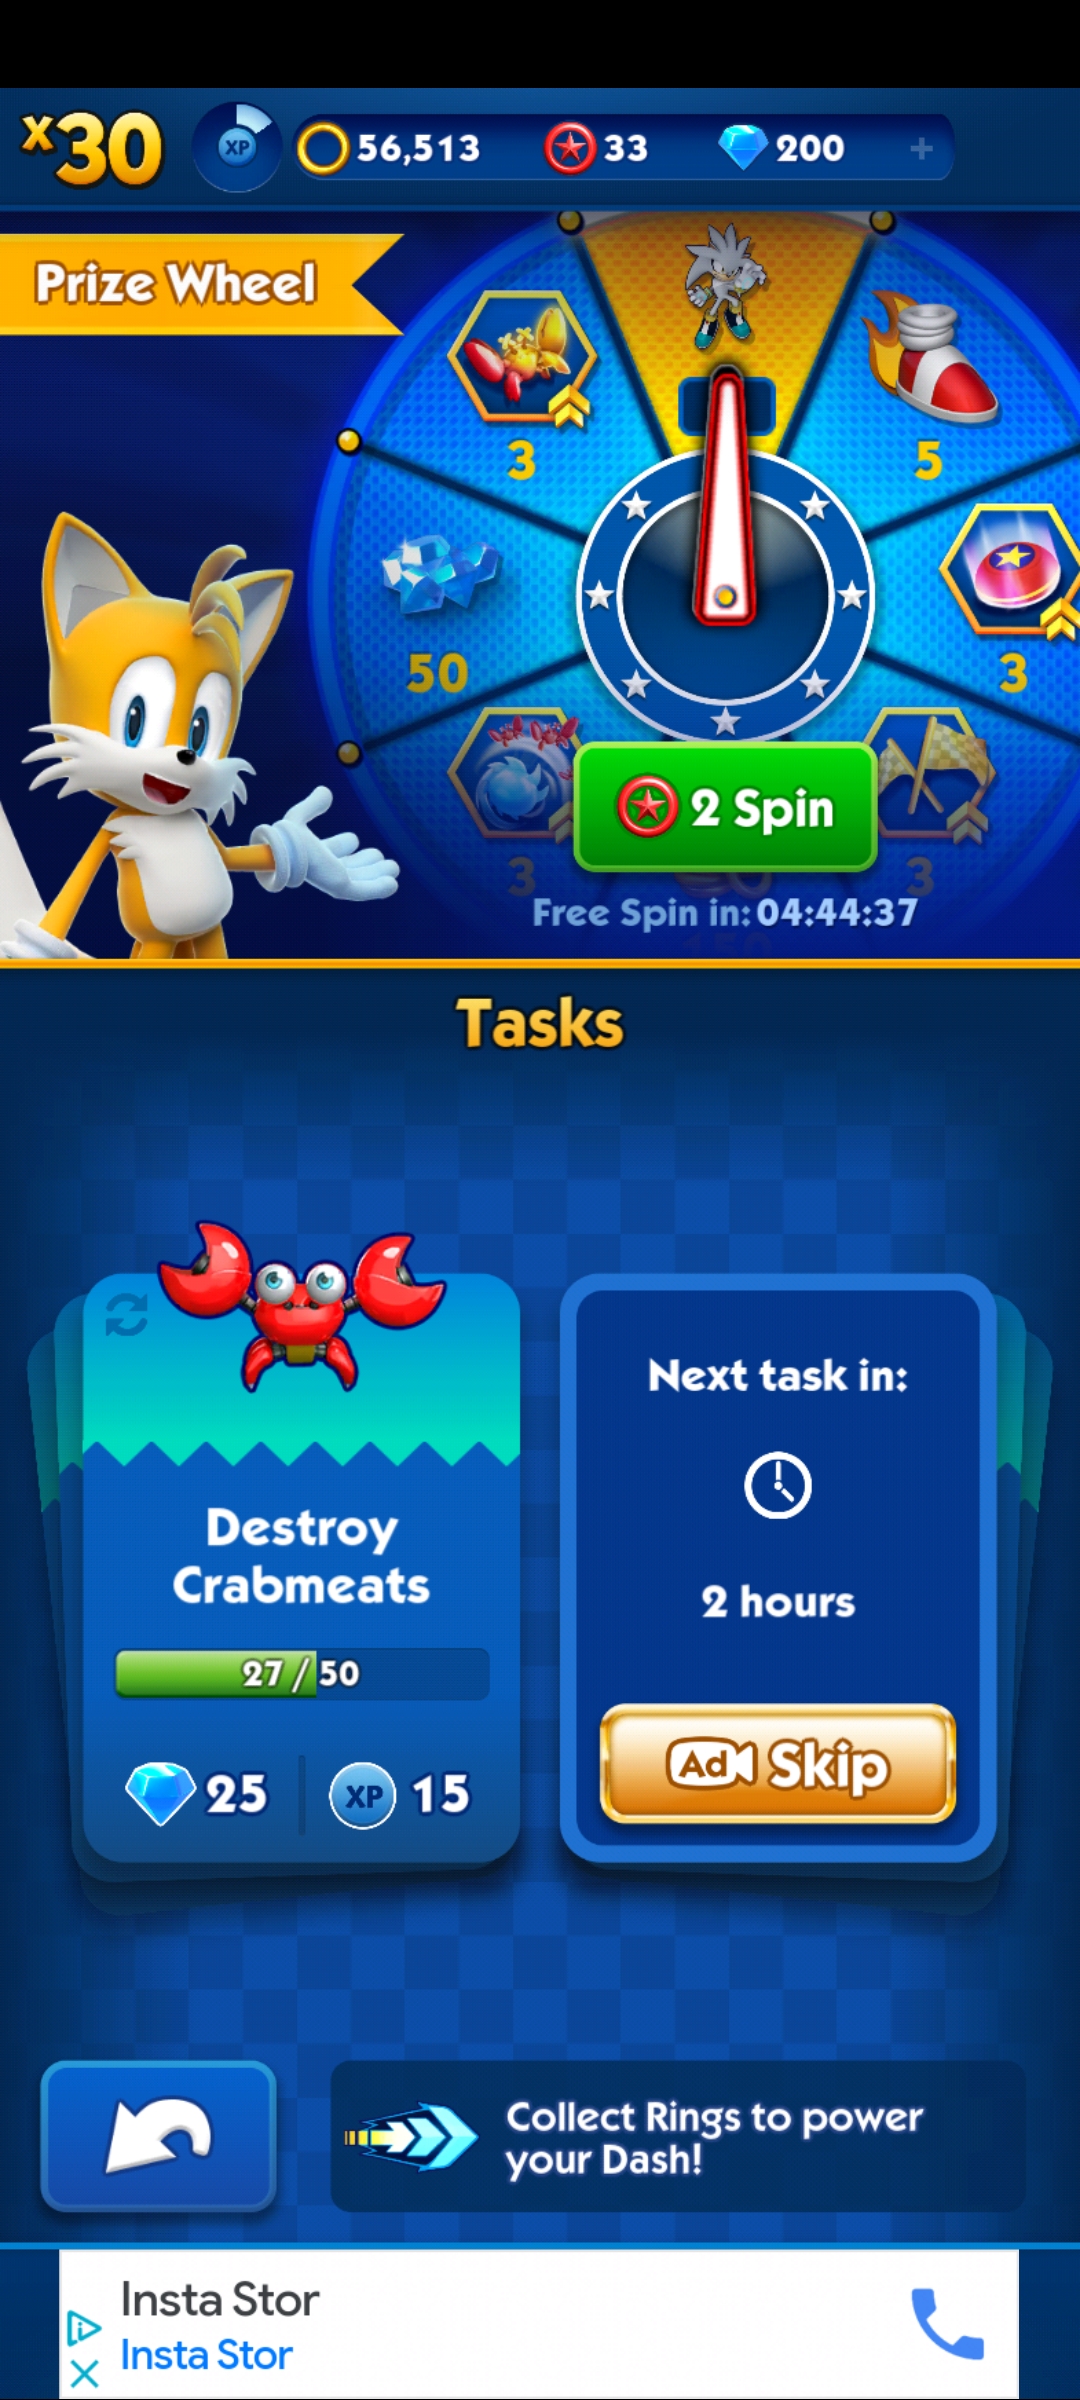 x30
XP
56,513
33
200
Prize Wheel
3
5
50
3
3
3
2 Spin
Free Spin in: 04:44:37
Tasks
Next task in:
Destroy
Crabmeats
2 hours
27 / 50
Ad Skip
25
XP 15
Collect Rings to power
your Dash!
Insta Stor
Insta Stor